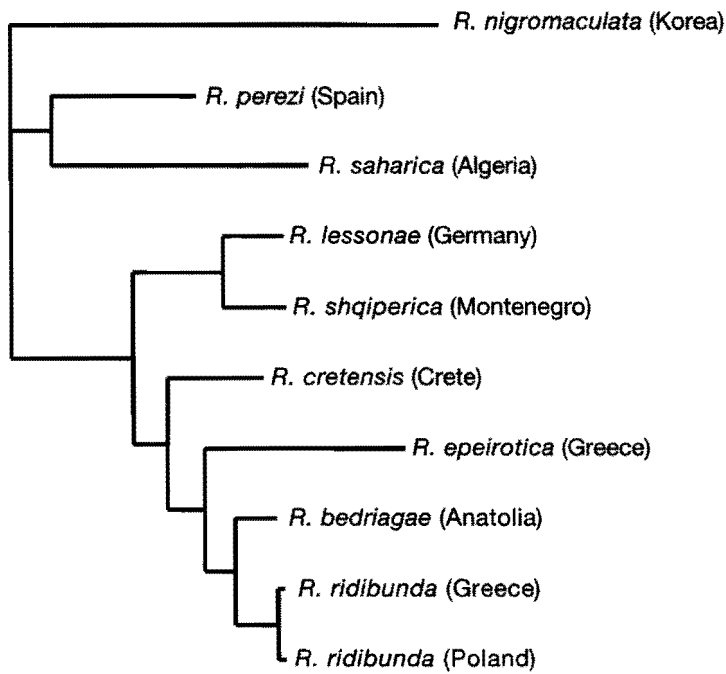 R. nigromaculata (Korea)
R. perezi (Spain)
R. saharica (Algeria)
R. lessonae (Germany)
R. shqiperica (Montenegro)
R. cretensis (Crete)
R. epeirotica (Greece)
R. bedriagae (Anatolia)
R. ridibunda (Greece)
R. ridibunda (Poland)